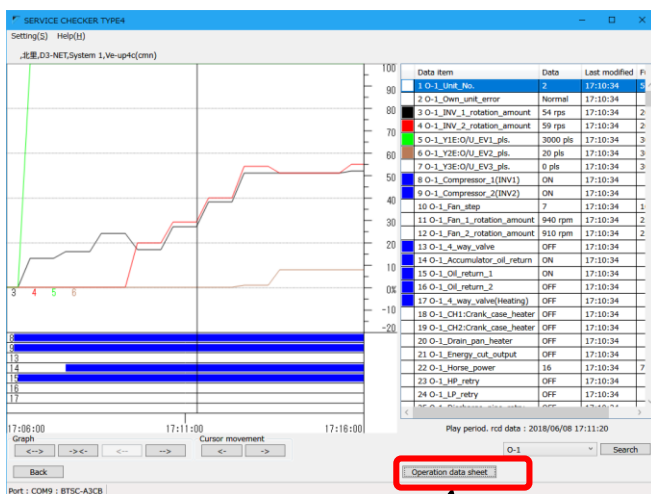 SERVICE CHECKER TYPE4
Setting(S) Help(H)
,北里,D3-NET,System 1,Ve-up4c(cmn)
100
90
80
70
60
50
40
30
20
10
0%
-10
-20
3 4 5 6
8
9
13
14
15
16
17
17:06:00 17:11:00 17:16:00
Data item Data Last modified
1 O-1_Unit_No. 2 17:10:34
2 O-1_Own_unit_error Normal 17:10:34
3 O-1_INV_1_rotation_amount 54 rps 17:10:34
4 O-1_INV_2_rotation_amount 59 rps 17:10:34
5 O-1_Y1E:O/U_EV1_pls. 3000 pls 17:10:34
6 O-1_Y2E:O/U_EV2_pls. 20 pls 17:10:34
7 O-1_Y3E:O/U_EV3_pls. 0 pls 17:10:34
8 O-1_Compressor_1(INV1) ON 17:10:34
9 O-1_Compressor_2(INV2) ON 17:10:34
10 O-1_Fan_step 7 17:10:34
11 O-1_Fan_1_rotation_amount 940 rpm 17:10:34
12 O-1_Fan_2_rotation_amount 910 rpm 17:10:34
13 O-1_4_way_valve OFF 17:10:34
14 O-1_Accumulator_oil_return ON 17:10:34
15 O-1_Oil_return_1 ON 17:10:34
16 O-1_Oil_return_2 OFF 17:10:34
17 O-1_4_way_valve(Heating) OFF 17:10:34
18 O-1_CH1:Crank_case_heater OFF 17:10:34
19 O-1_CH2:Crank_case_heater OFF 17:10:34
20 O-1_Drain_pan_heater OFF 17:10:34
21 O-1_Energy_cut_output OFF 17:10:34
22 O-1_Horse_power 16 17:10:34
23 O-1_HP_retry OFF 17:10:34
24 O-1_LP_retry OFF 17:10:34
Play period. rcd data : 2018/06/08 17:11:20
Graph Cursor movement
<--> -><- <-- --> <- -> O-1 Search
Back Operation data sheet
Port : COM9 : BTSC-A3CB